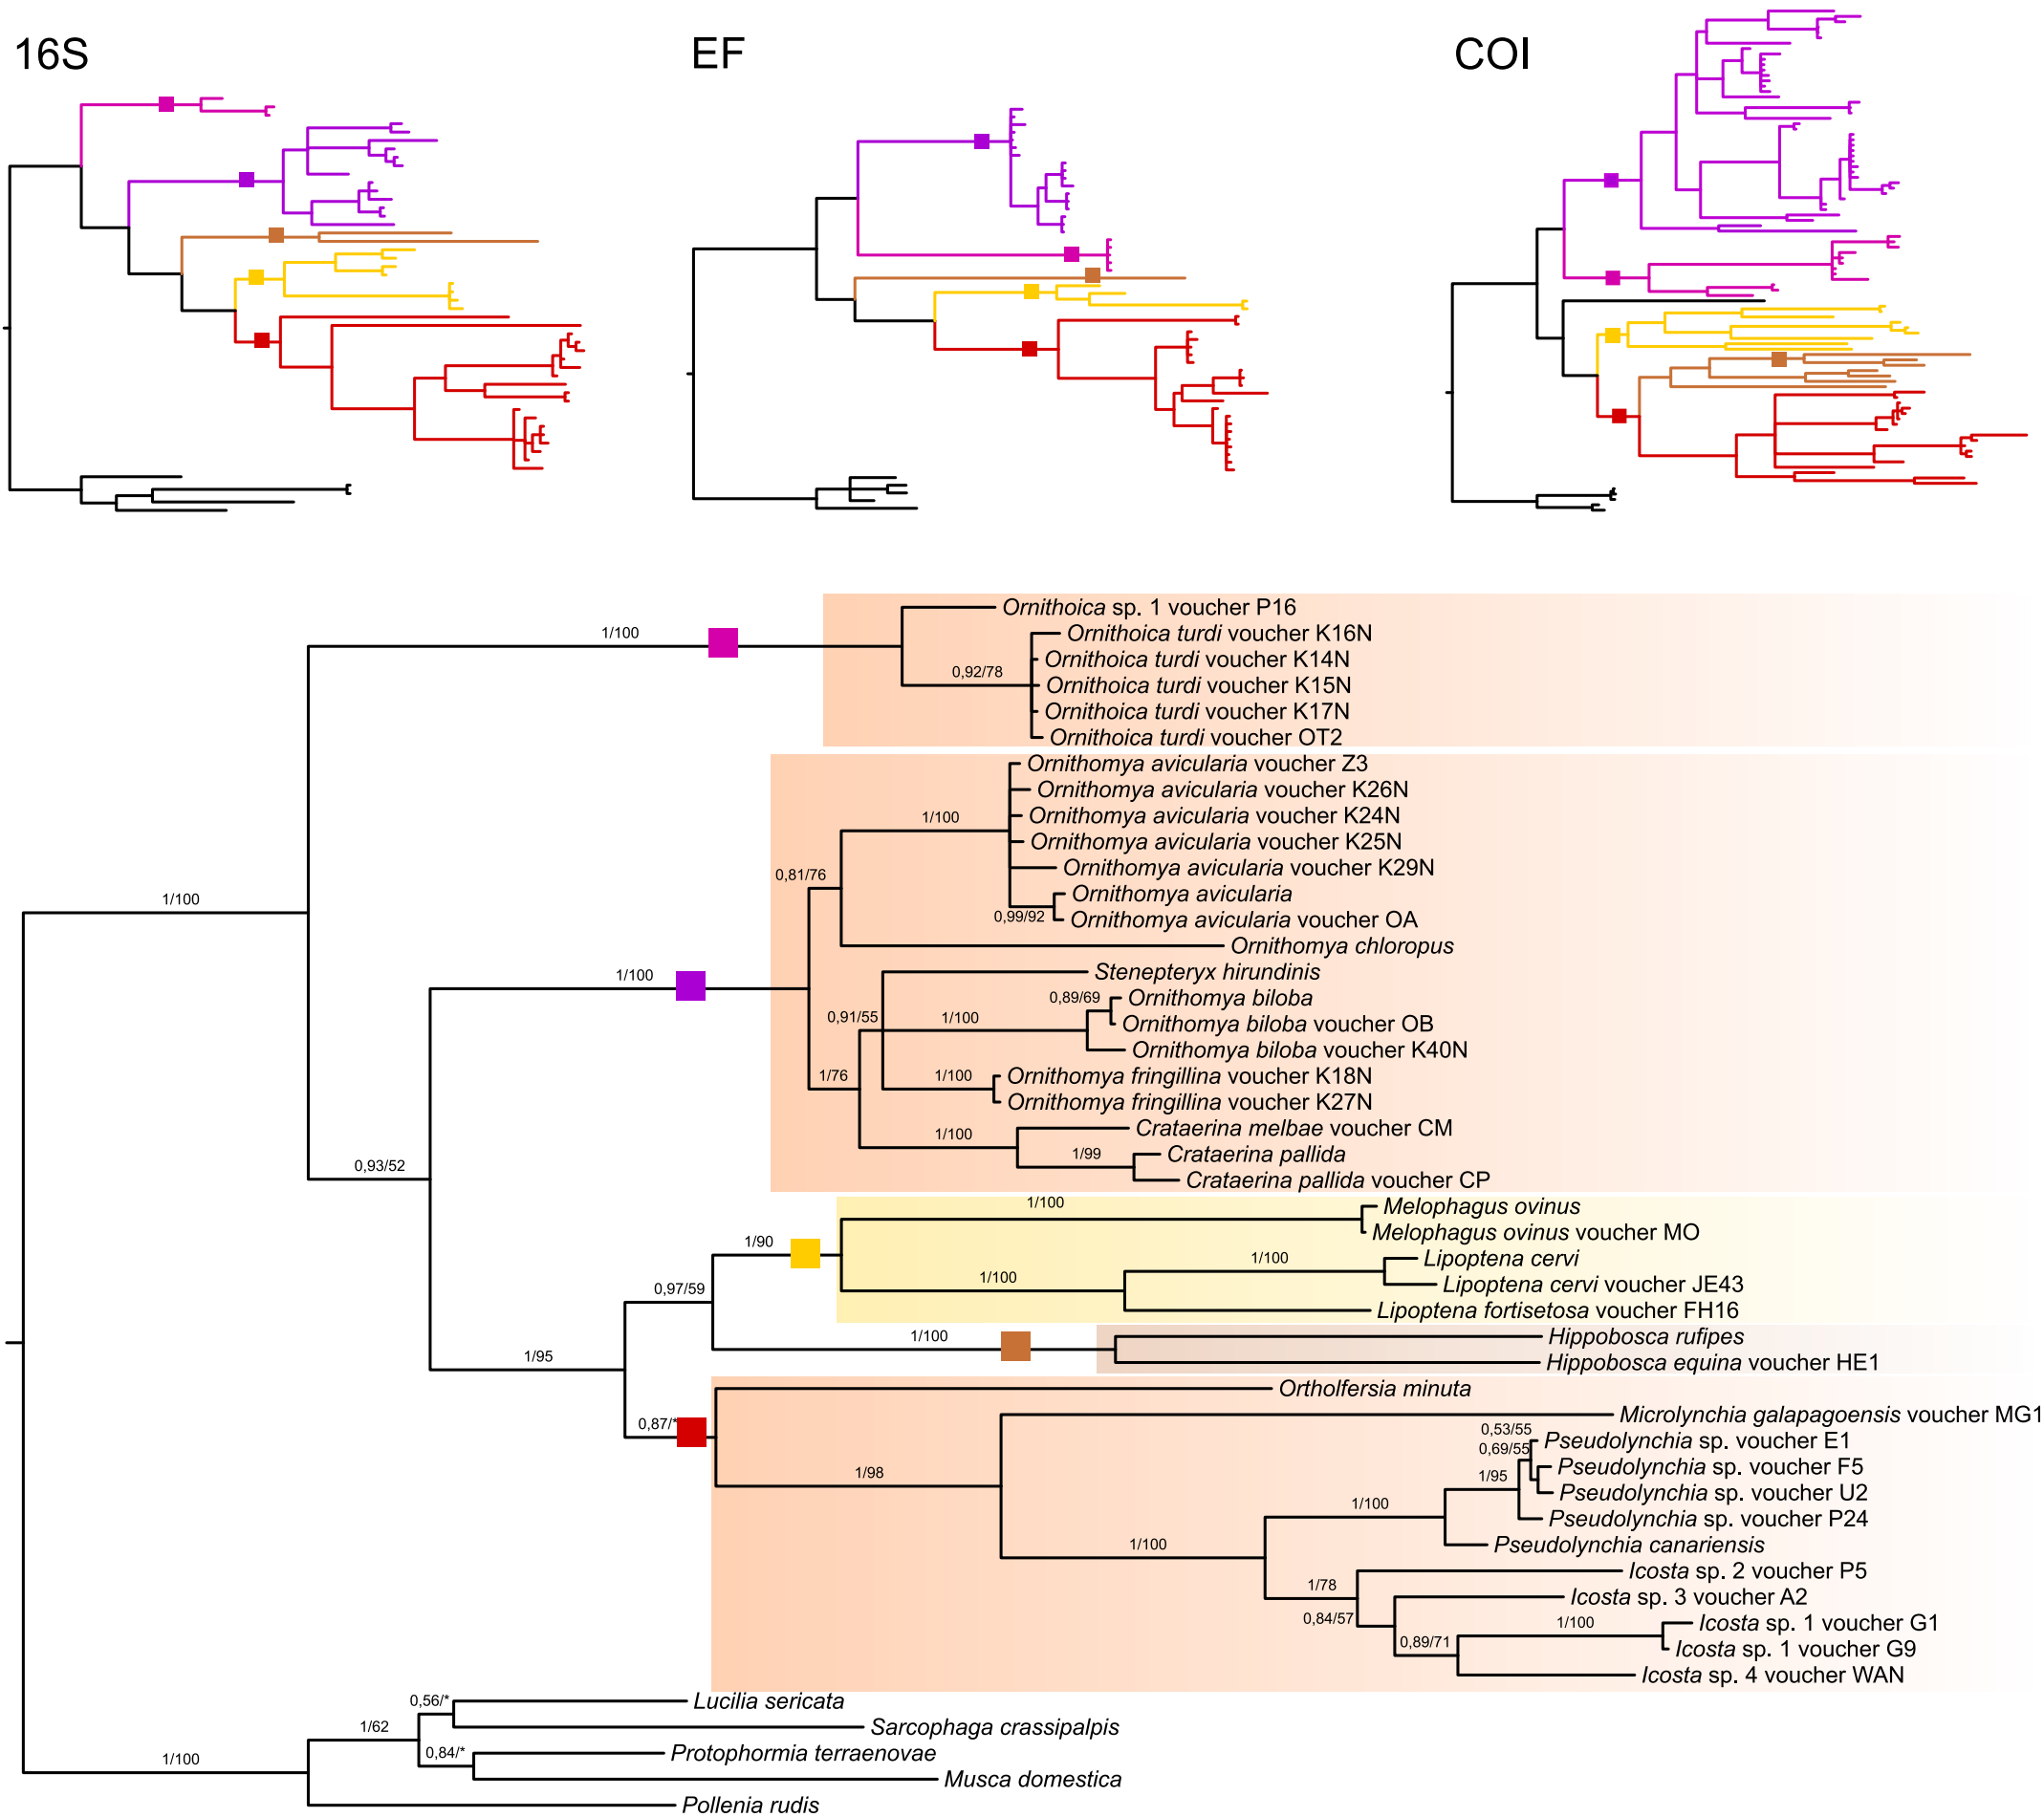 16S
EF
COI
Ornithoica sp. 1 voucher P16
1/100
Ornithoica turdi voucher K16N
Ornithoica turdi voucher K14N
0,92/78
Ornithoica turdi voucher K15N
Ornithoica turdi voucher K17N
Ornithoica turdi voucher OT2
Ornithomya avicularia voucher Z3
Ornithomya avicularia voucher K26N
1/100
Ornithomya avicularia voucher K24N
Ornithomya avicularia voucher K25N
Ornithomya avicularia voucher K29N
0,81/76
Ornithomya avicularia
1/100
0,99/92
Ornithomya avicularia voucher OA
Ornithomya chloropus
1/100
Stenepteryx hirundinis
0,89/69
Ornithomya biloba
0,91/55
1/100
Ornithomya biloba voucher OB
Ornithomya biloba voucher K40N
1/76
1/100
Ornithomya fringillina voucher K18N
Ornithomya fringillina voucher K27N
1/100
Crataerina melbae voucher CM
1/99
Crataerina pallida
0,93/52
Crataerina pallida voucher CP
1/100
Melophagus ovinus
Melophagus ovinus voucher MO
1/90
1/100
Lipoptena cervi
1/100
Lipoptena cervi voucher JE43
0,97/59
Lipoptena fortisetosa voucher FH16
1/100
Hippobosca rufipes
1/95
Hippobosca equina voucher HE1
Ortholfersia minuta
0,87/*
Microlynchia galapagoensis voucher MG1
0,53/55
Pseudolynchia sp. voucher E1
0,69/55
1/98
1/95
Pseudolynchia sp. voucher F5
Pseudolynchia sp. voucher U2
1/100
Pseudolynchia sp. voucher P24
1/100
Pseudolynchia canariensis
Icosta sp. 2 voucher P5
1/78
Icosta sp. 3 voucher A2
0,84/57
1/100
Icosta sp. 1 voucher G1
0,89/71
Icosta sp. 1 voucher G9
Icosta sp. 4 voucher WAN
0,56/*
Lucilia sericata
1/62
Sarcophaga crassipalpis
0,84/*
Protophormia terraenovae
1/100
Musca domestica
Pollenia rudis